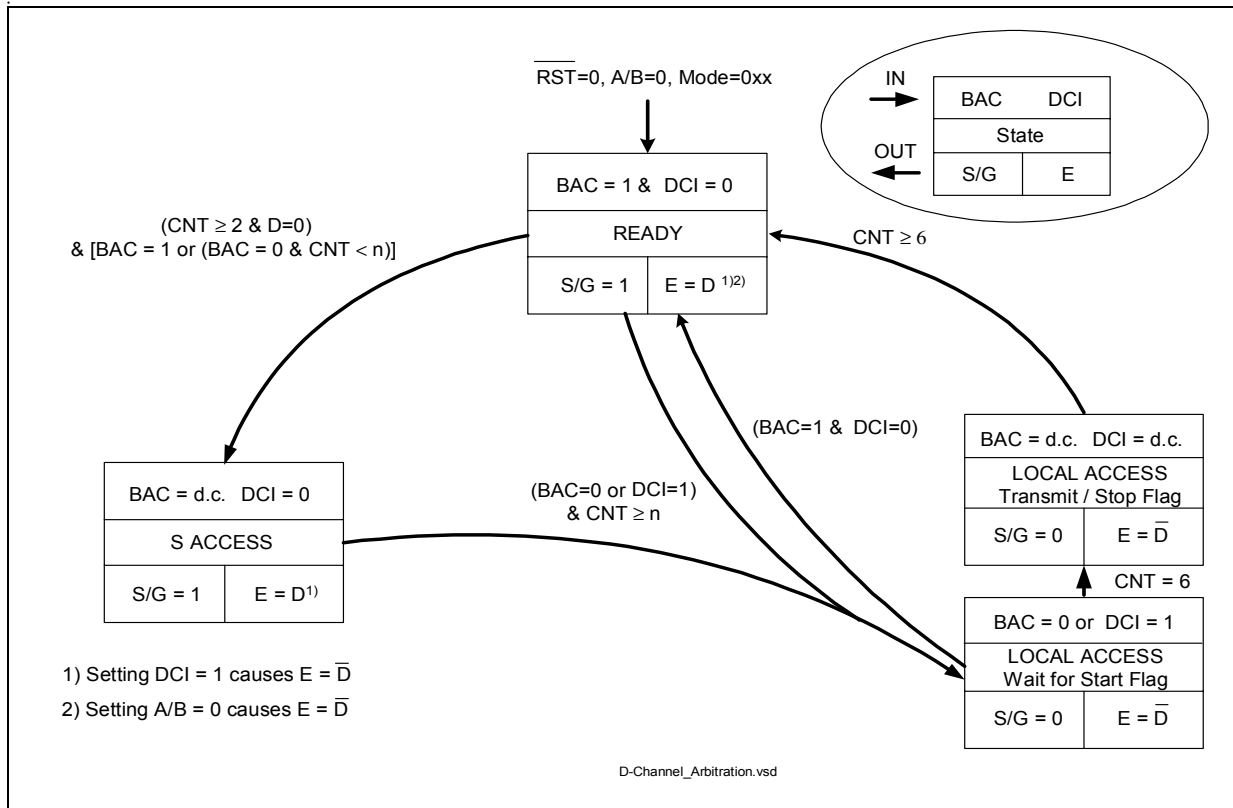 RST=0, A/B=0, Mode=0xx
IN
BAC DCI
State
OUT
S/G E
BAC = 1 & DCI = 0
READY
S/G = 1 E = D 1)2)
(CNT ≥ 2 & D=0)
& [BAC = 1 or (BAC = 0 & CNT < n)]
CNT ≥ 6
(BAC=1 & DCI=0)
BAC = d.c. DCI = d.c.
LOCAL ACCESS
Transmit / Stop Flag
S/G = 0 E = D̅
BAC = d.c. DCI = 0
S ACCESS
S/G = 1 E = D1)
(BAC=0 or DCI=1)
& CNT ≥ n
CNT = 6
BAC = 0 or DCI = 1
LOCAL ACCESS
Wait for Start Flag
S/G = 0 E = D̅
1) Setting DCI = 1 causes E = D̅
2) Setting A/B = 0 causes E = D̅
D-Channel_Arbitration.vsd